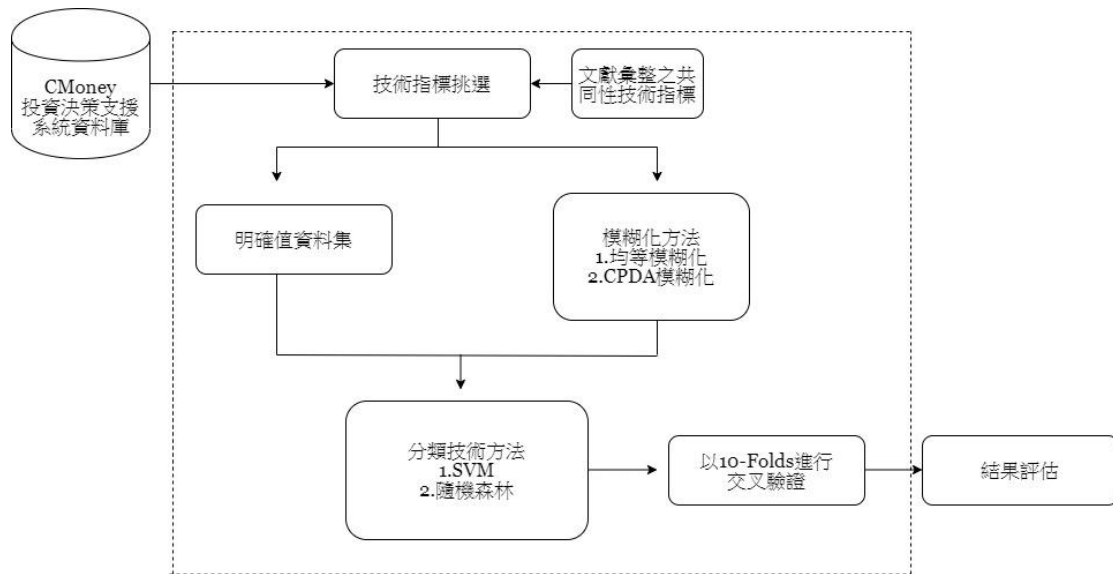 CMoney
投資決策支援
系統資料庫
技術指標挑選
文獻彙整之共
同性技術指標
明確值資料集
模糊化方法
1.均等模糊化
2.CPDA模糊化
分類技術方法
1.SVM
2.隨機森林
以10-Folds進行
交叉驗證
結果評估